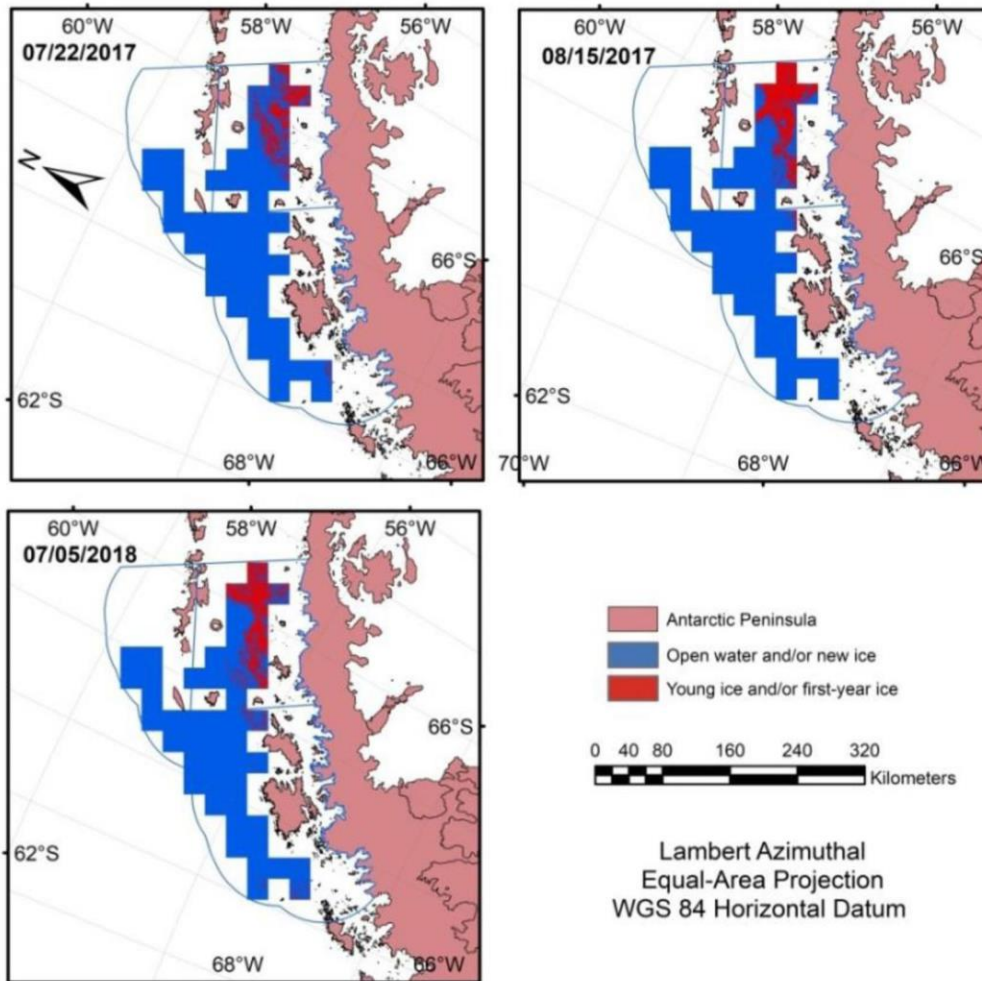 60°W
58°W
56°W
07/22/2017
N
66°S
62°S
68°W
66°W
60°W
58°W
56°W
08/15/2017
66°S
62°S
70°W
68°W
66°W
60°W
58°W
56°W
07/05/2018
66°S
62°S
68°W
66°W
Antarctic Peninsula
Open water and/or new ice
Young ice and/or first-year ice
0 40 80 160 240 320
Kilometers
Lambert Azimuthal
Equal-Area Projection
WGS 84 Horizontal Datum